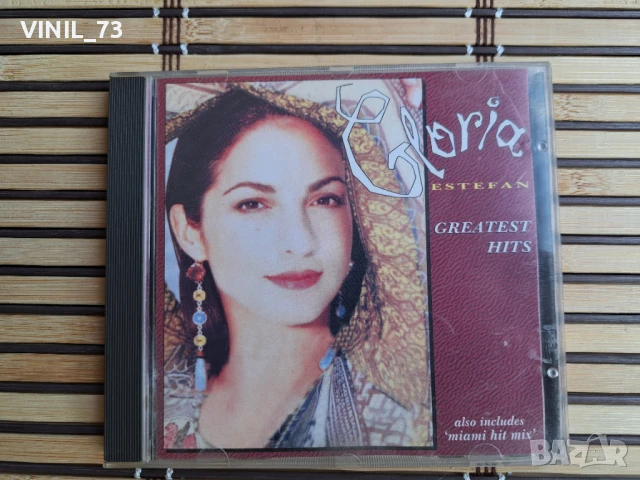 VINIL_73
Gloria
ESTEFAN
GREATEST
HITS
also includes
'miami hit mix'
BAZAR